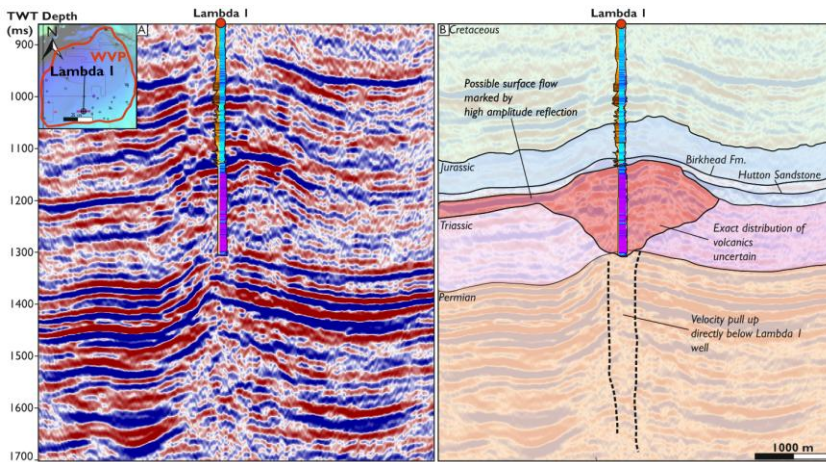 TWT Depth
(ms)
Lambda 1
Lambda 1
900
1000
1100
1200
1300
1400
1500
1600
1700
N
WVP
Lambda 1
A
B
Cretaceous
Possible surface flow
marked by
high amplitude reflection
Birkhead Fm.
Jurassic
Hutton Sandstone
Triassic
Exact distribution of
volcanics
uncertain
Permian
Velocity pull up
directly below Lambda 1
well
1000 m